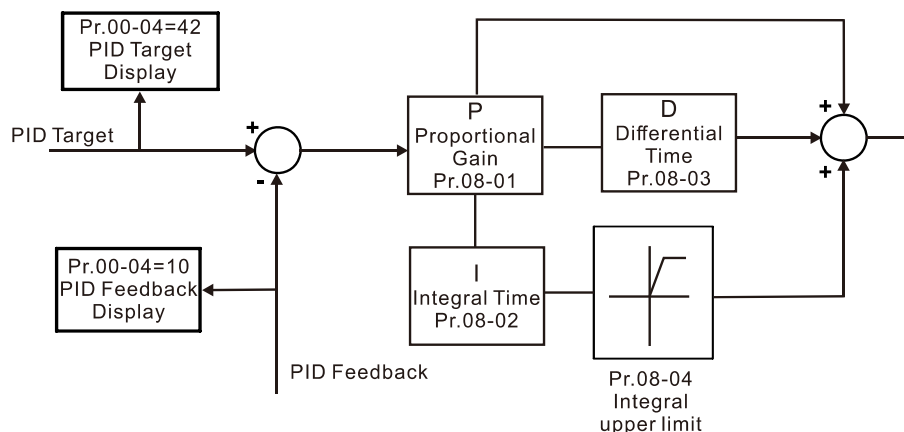 Pr.00-04=42
PID Target
Display
PID Target
+
-
P
Proportional
Gain
Pr.08-01
D
Differential
Time
Pr.08-03
+
+
Pr.00-04=10
PID Feedback
Display
I
Integral Time
Pr.08-02
PID Feedback
Pr.08-04
Integral
upper limit